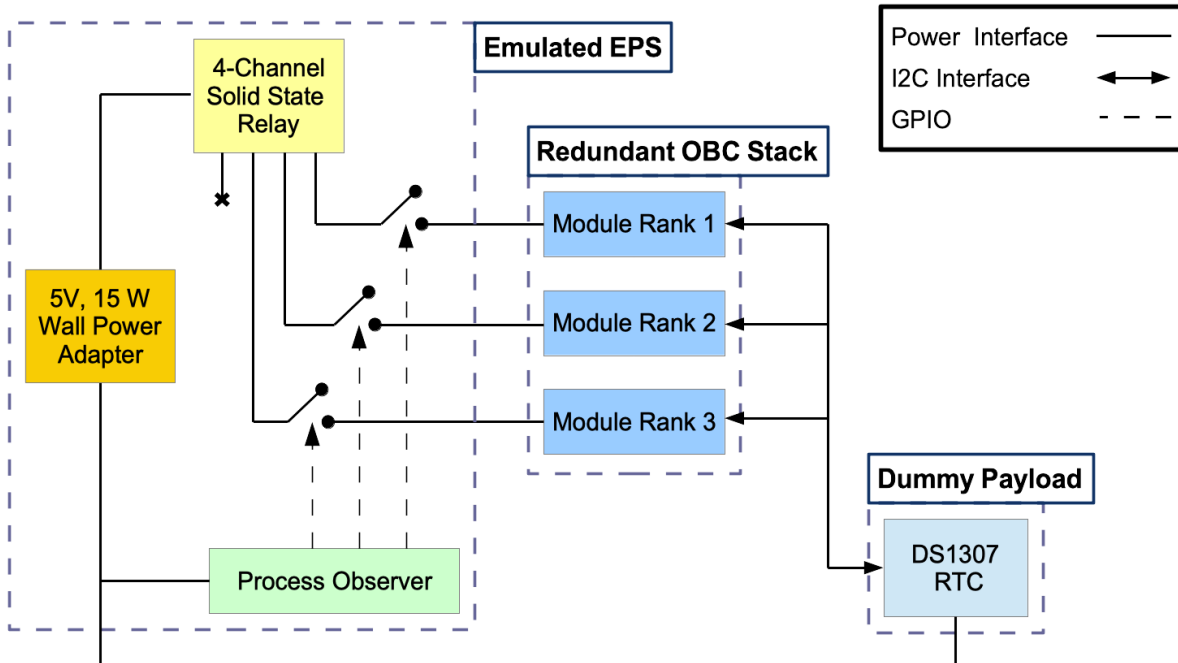 Emulated EPS
4-Channel
Solid State
Relay
Power Interface
I2C Interface
GPIO
Redundant OBC Stack
Module Rank 1
5V, 15 W
Wall Power
Adapter
Module Rank 2
Module Rank 3
Dummy Payload
DS1307
RTC
Process Observer